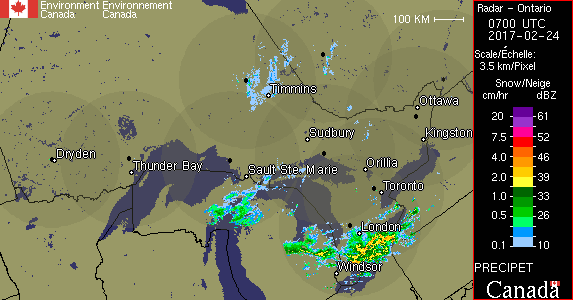 Environment Environnement
Canada Canada
100 KM
Timmins
Ottawa
Sudbury
Kingston
Dryden
Thunder Bay
Sault Ste-Marie
Orillia
Toronto
London
Windsor
Radar - Ontario
0700 UTC
2017-02-24
Scale/Échelle:
3.5 km/Pixel
Snow/Neige
cm/hr dBZ
20 61
7.5 52
4.0 46
2.0 39
1.0 33
0.5 26
0.1 10
PRECIPET
Canada